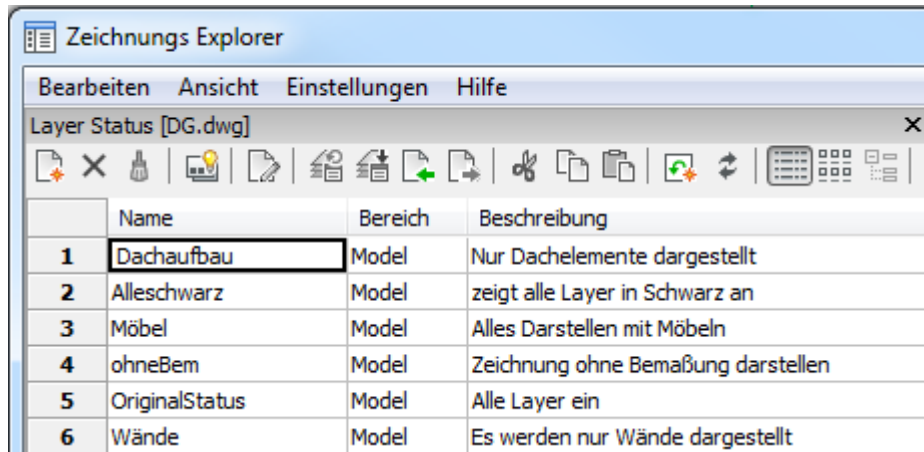 Zeichnungs Explorer
Bearbeiten Ansicht Einstellungen Hilfe
Layer Status [DG.dwg]
Name Bereich Beschreibung
1 Dachaufbau Model Nur Dachelemente dargestellt
2 Alleschwarz Model zeigt alle Layer in Schwarz an
3 Möbel Model Alles Darstellen mit Möbeln
4 ohneBem Model Zeichnung ohne Bemaßung darstellen
5 OriginalStatus Model Alle Layer ein
6 Wände Model Es werden nur Wände dargestellt